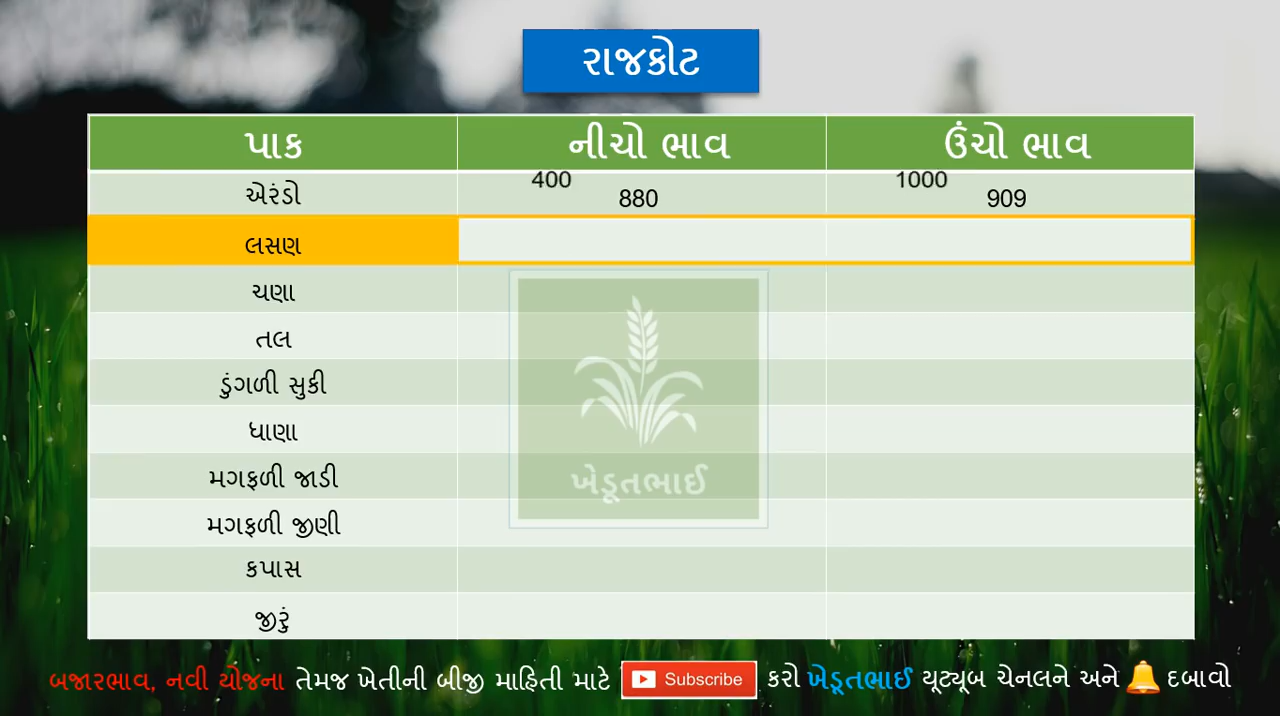 રાજકોટ
પાક નીચો ભાવ ઉંચો ભાવ
400 1000
એરંડો 880 909
લસણ
ચણા
તલ
ડુંગળી સુકી
ધાણા
મગફળી જાડી
મગફળી જીણી
કપાસ
જીરું
ખેડૂતભાઈ
બજારભાવ, નવી યોજના તેમજ ખેતીની બીજી માહિતી માટે Subscribe કરો ખેડૂતભાઈ યૂટ્યૂબ ચેનલને અને દબાવો